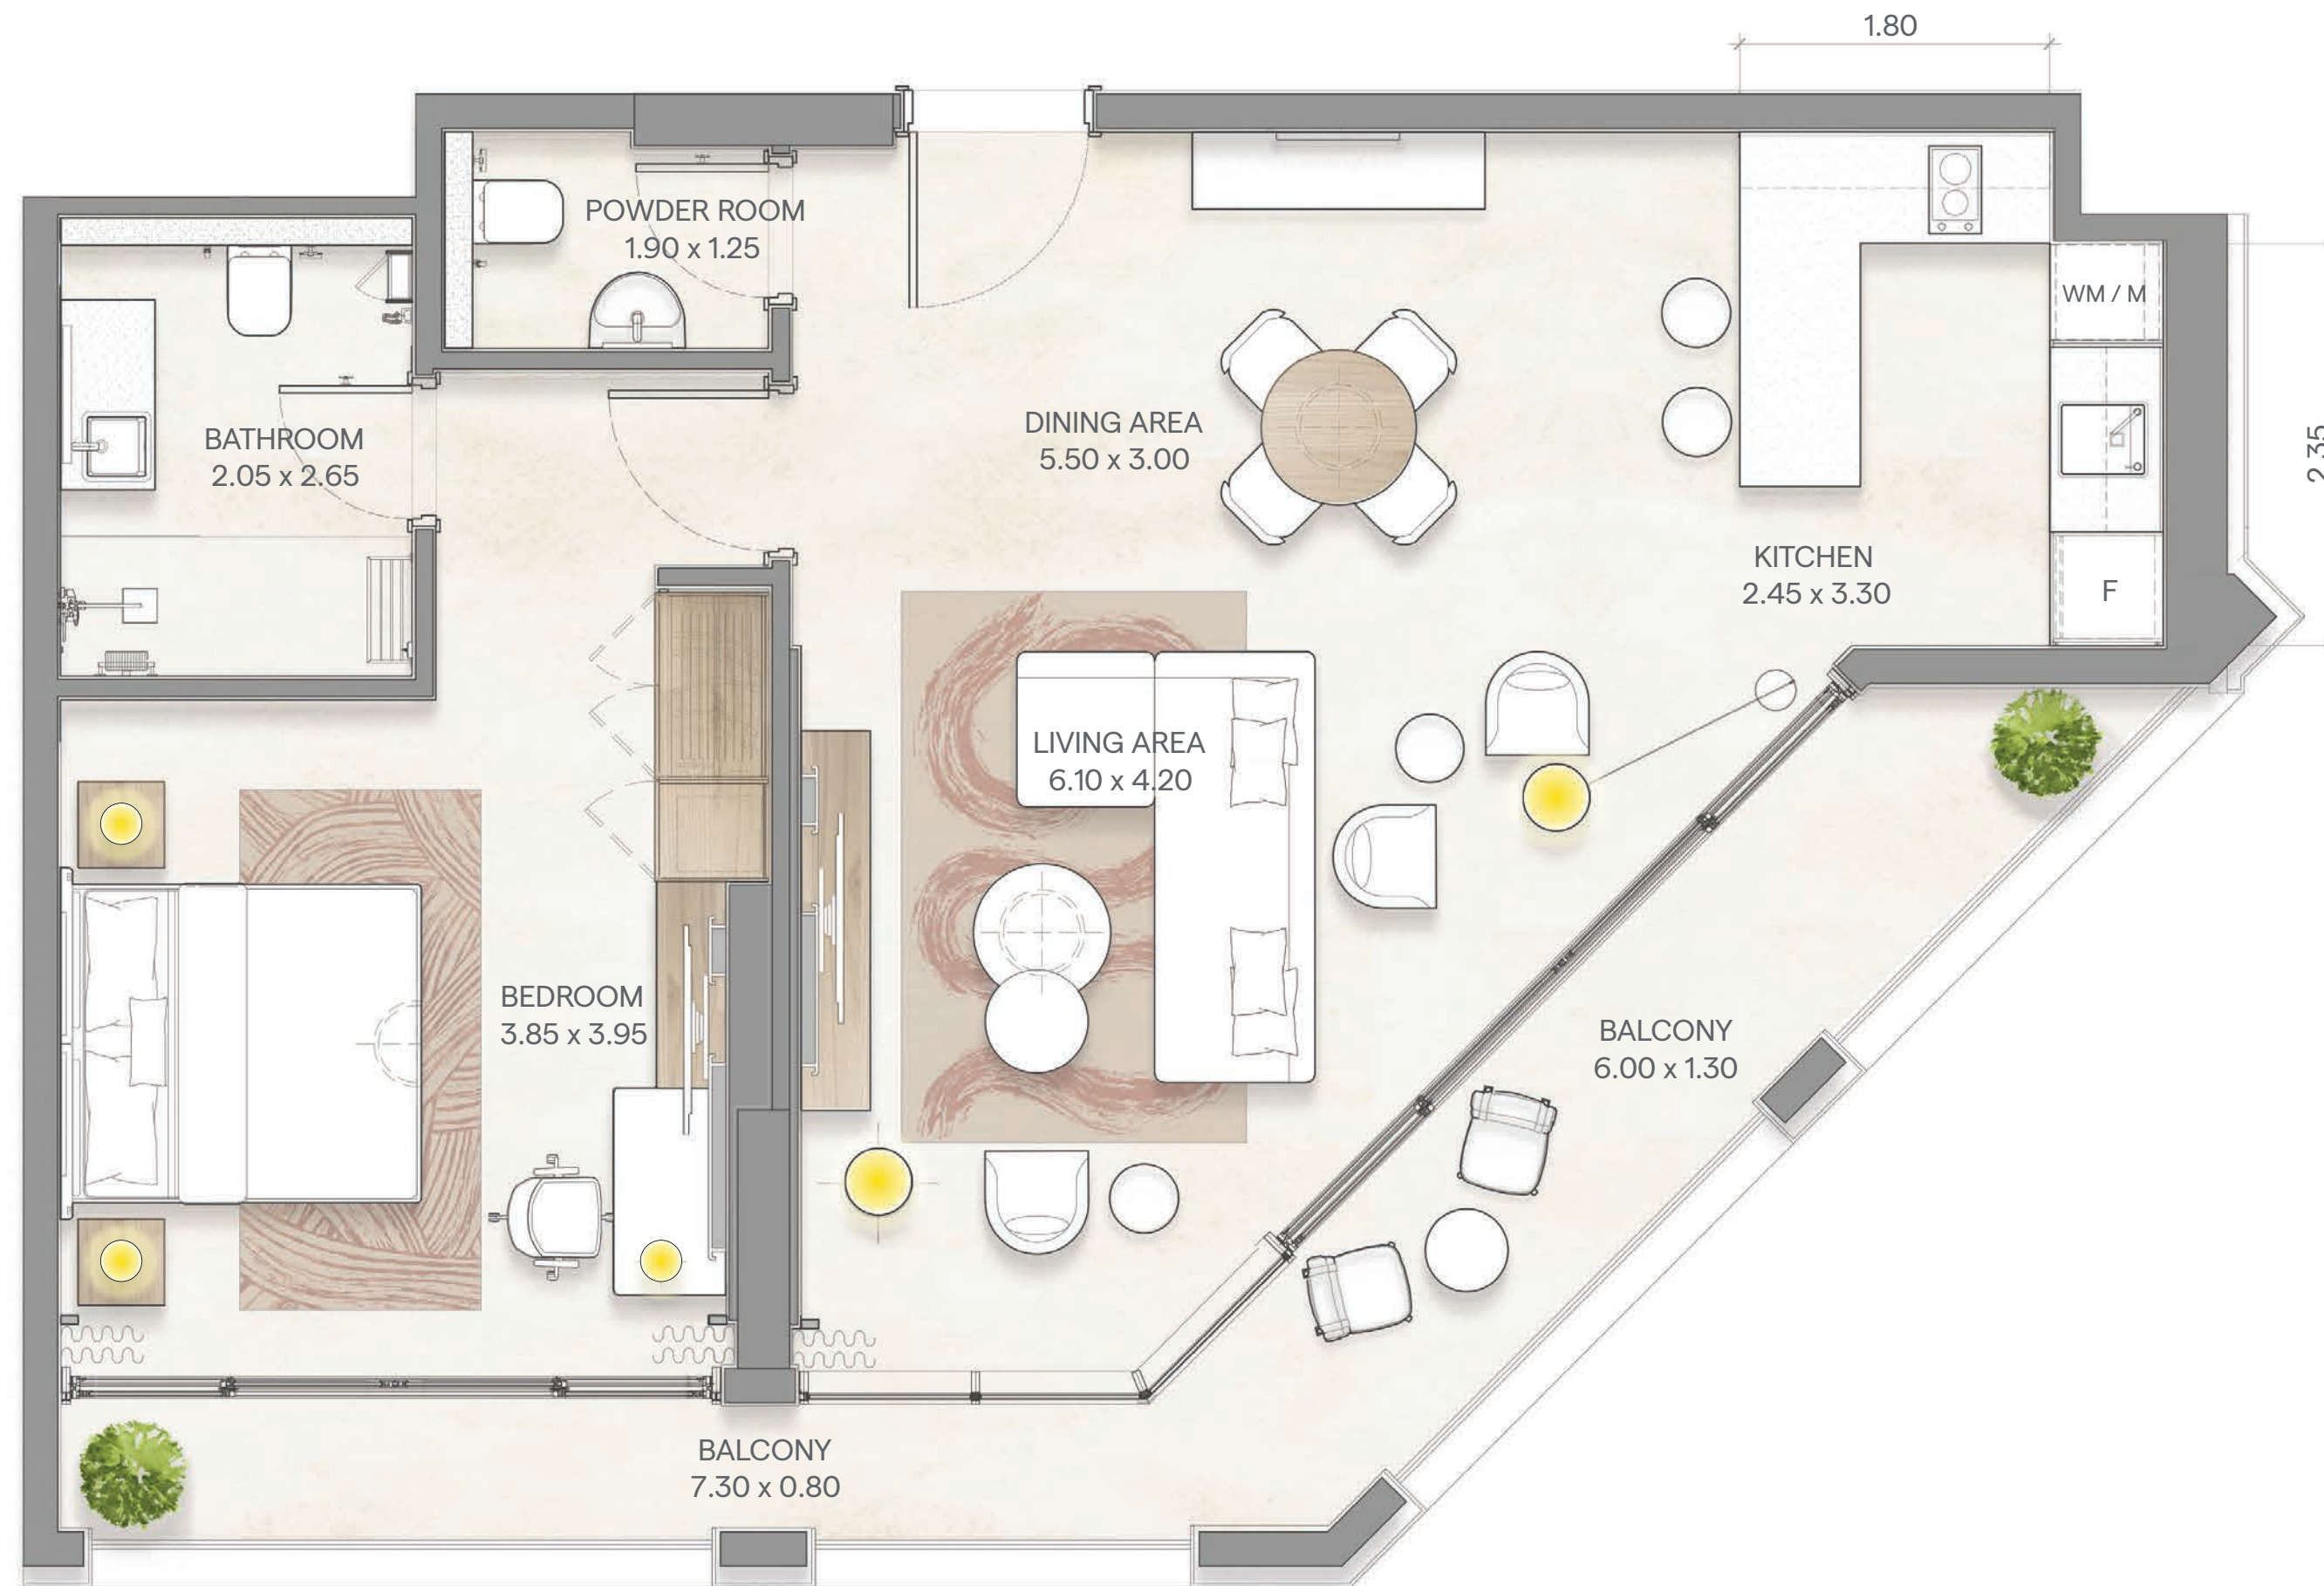 1.80
POWDER ROOM
1.90 x 1.25
WM / M
BATHROOM
2.05 x 2.65
DINING AREA
5.50 x 3.00
2.35
KITCHEN
2.45 x 3.30
F
LIVING AREA
6.10 x 4.20
BEDROOM
3.85 x 3.95
BALCONY
6.00 x 1.30
BALCONY
7.30 x 0.80